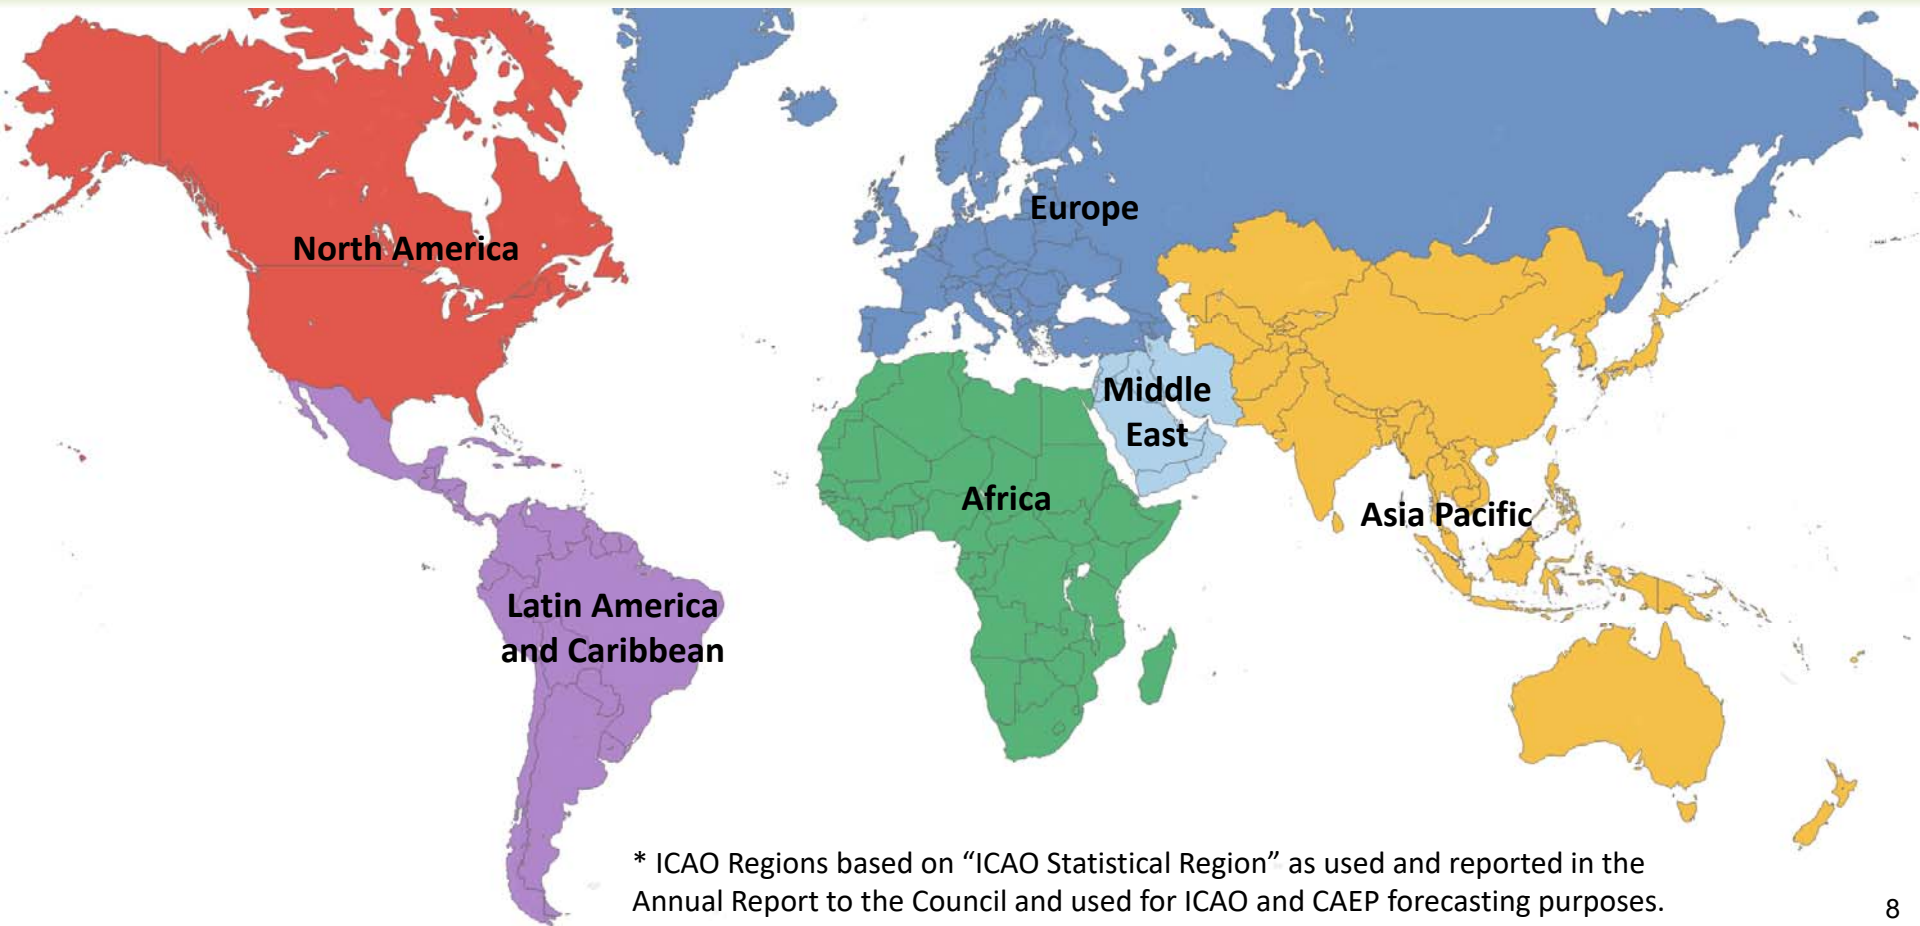 Europe
North America
Middle
East
Africa
Asia Pacific
Latin America
and Caribbean
* ICAO Regions based on “ICAO Statistical Region” as used and reported in the
Annual Report to the Council and used for ICAO and CAEP forecasting purposes.
8